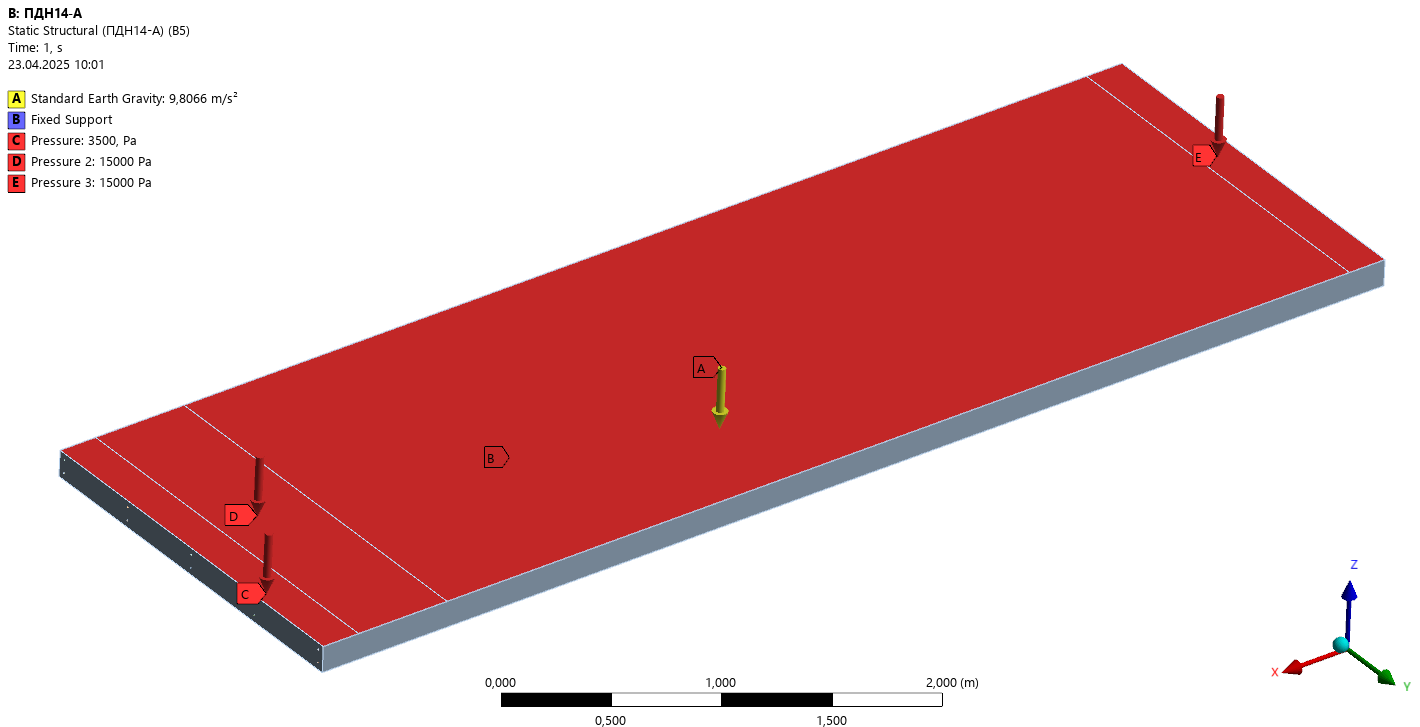 B: ПДН14-А
Static Structural (ПДН14-А) (B5)
Time: 1, s
23.04.2025 10:01
A Standard Earth Gravity: 9,8066 m/s²
B Fixed Support
C Pressure: 3500, Pa
D Pressure 2: 15000 Pa
E Pressure 3: 15000 Pa
E
A
B
D
C
Z
X
Y
0,000 1,000 2,000 (m)
0,500 1,500